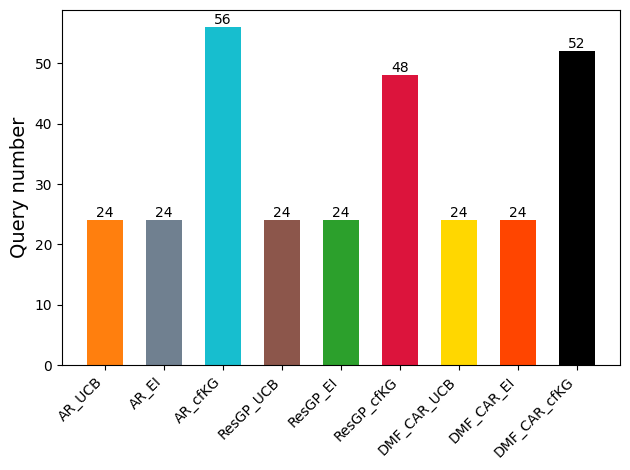 Query number
50
40
30
20
10
0
24
24
56
24
24
48
24
24
52
AR_UCB
AR_EI
AR_cfKG
ResGP_UCB
ResGP_EI
ResGP_cfKG
DMF_CAR_UCB
DMF_CAR_EI
DMF_CAR_cfKG